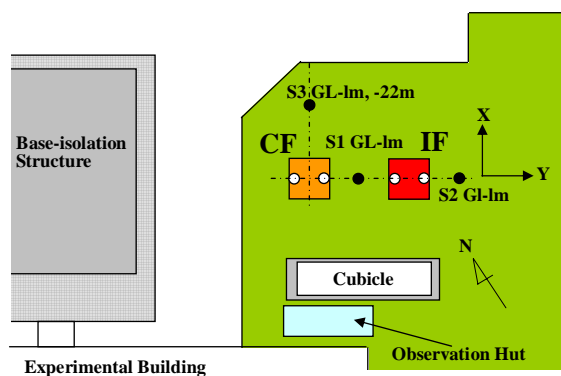 S3 GL-lm, -22m
X
CF
S1 GL-lm
IF
Base-isolation
Structure
Y
S2 Gl-lm
N
Cubicle
Observation Hut
Experimental Building